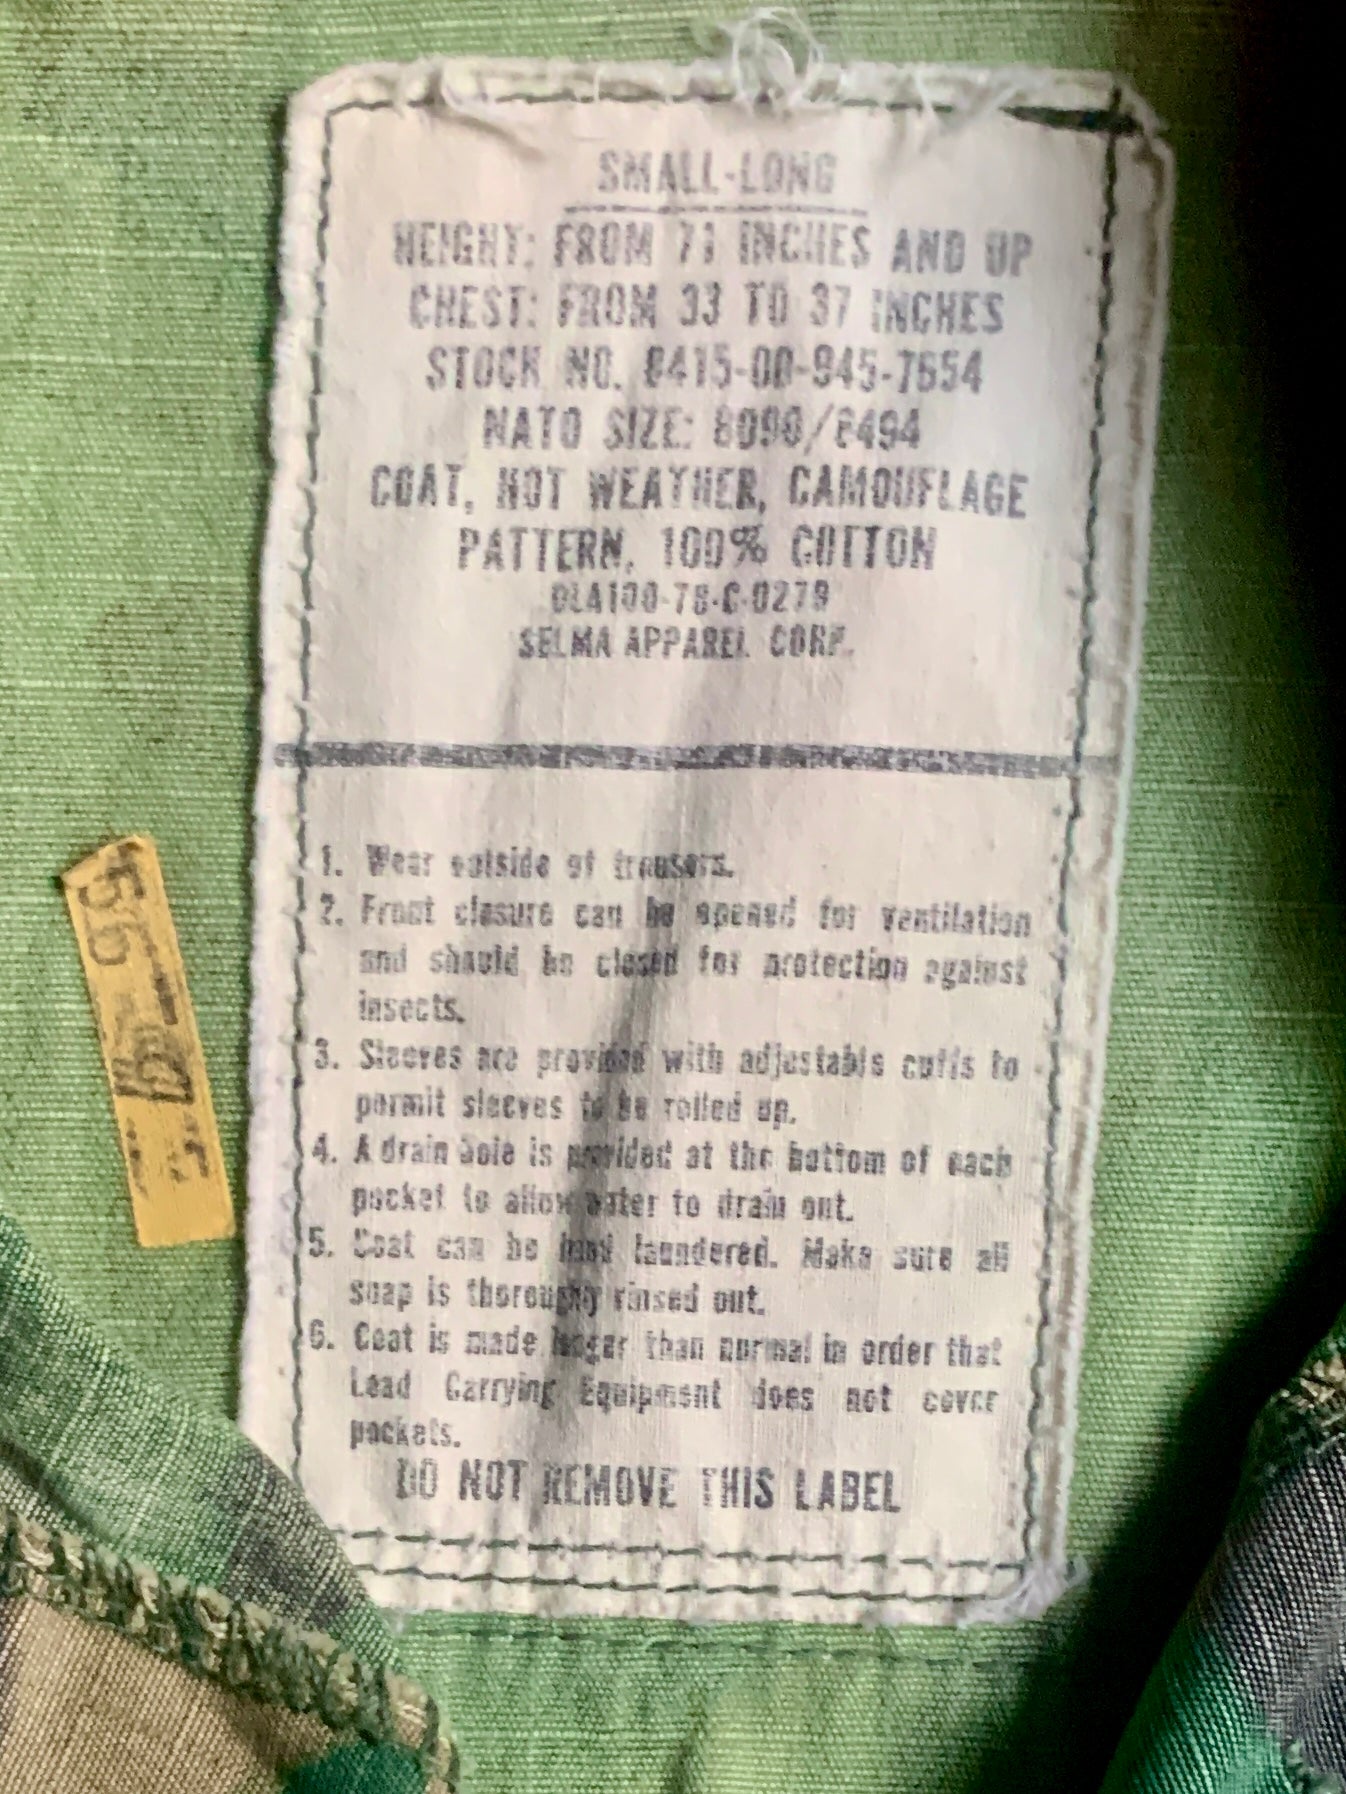 SMALL-LONG
HEIGHT: FROM 71 INCHES AND UP
CHEST: FROM 33 TO 37 INCHES
STOCK NO. 8415-00-945-7654
NATO SIZE: 8090/8494
COAT, HOT WEATHER, CAMOUFLAGE
PATTERN, 100% COTTON
DLA100-78-C-0279
SELMA APPAREL CORP.
1. Wear outside of trousers.
2. Front closure can be opened for ventilation
and should be closed for protection against
insects.
3. Sleeves are provided with adjustable cuffs to
permit sleeves to be rolled up.
4. A drain hole is provided at the bottom of each
pocket to allow water to drain out.
5. Coat can be hand laundered. Make sure all
soap is thoroughly rinsed out.
6. Coat is made longer than normal in order that
Load Carrying Equipment does not cover
pockets.
DO NOT REMOVE THIS LABEL